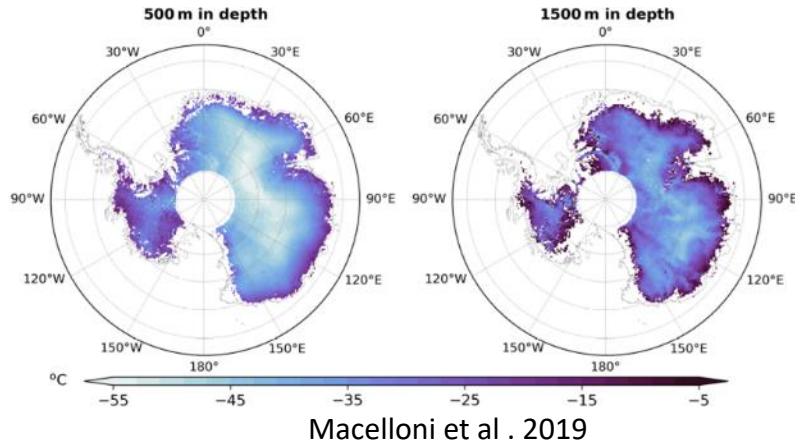 500 m in depth
0°
30°W
30°E
60°W
60°E
90°W
90°E
120°W
120°E
150°W
150°E
180°
1500 m in depth
0°
30°W
30°E
60°W
60°E
90°W
90°E
120°W
120°E
150°W
150°E
180°
°C
−55 −45 −35 −25 −15 −5
Macelloni et al . 2019